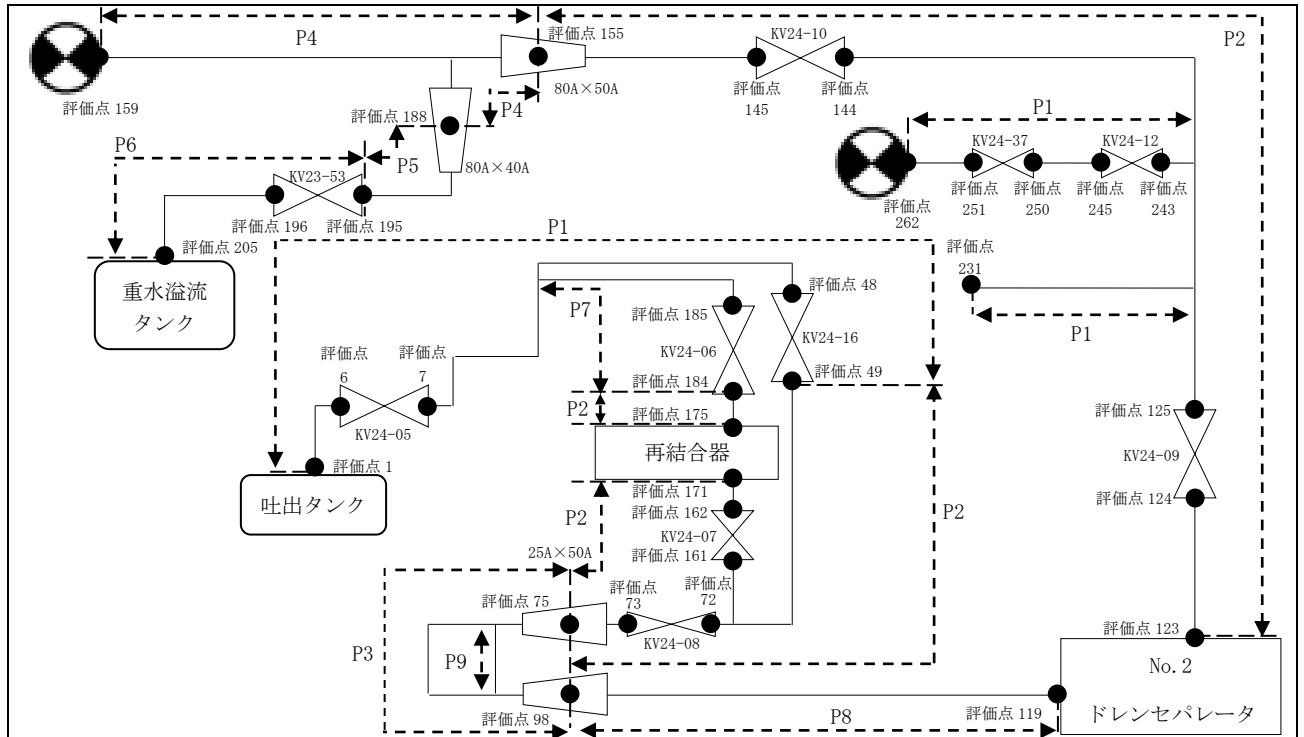 P4
評価点 155
KV24-10
P2
評価点 159
80A×50A
評価点
145
評価点
144
評価点 188
P4
P1
P6
P5
80A×40A
KV24-37
KV24-12
KV23-53
評価点
262
評価点
251
評価点
250
評価点
245
評価点
243
評価点 196
評価点 195
評価点 205
P1
評価点
231
重水溢流
タンク
評価点 48
P7
評価点 185
KV24-16
P1
評価点
6
評価点
7
KV24-06
評価点 184
評価点 49
P2
評価点 175
評価点 125
KV24-05
再結合器
KV24-09
評価点 1
評価点 171
評価点 124
吐出タンク
P2
評価点 162
KV24-07
P2
25A×50A
評価点 161
評価点 75
評価点
73
評価点
72
評価点 123
KV24-08
P3
P9
No.2
評価点 98
P8
評価点 119
ドレンセパレータ